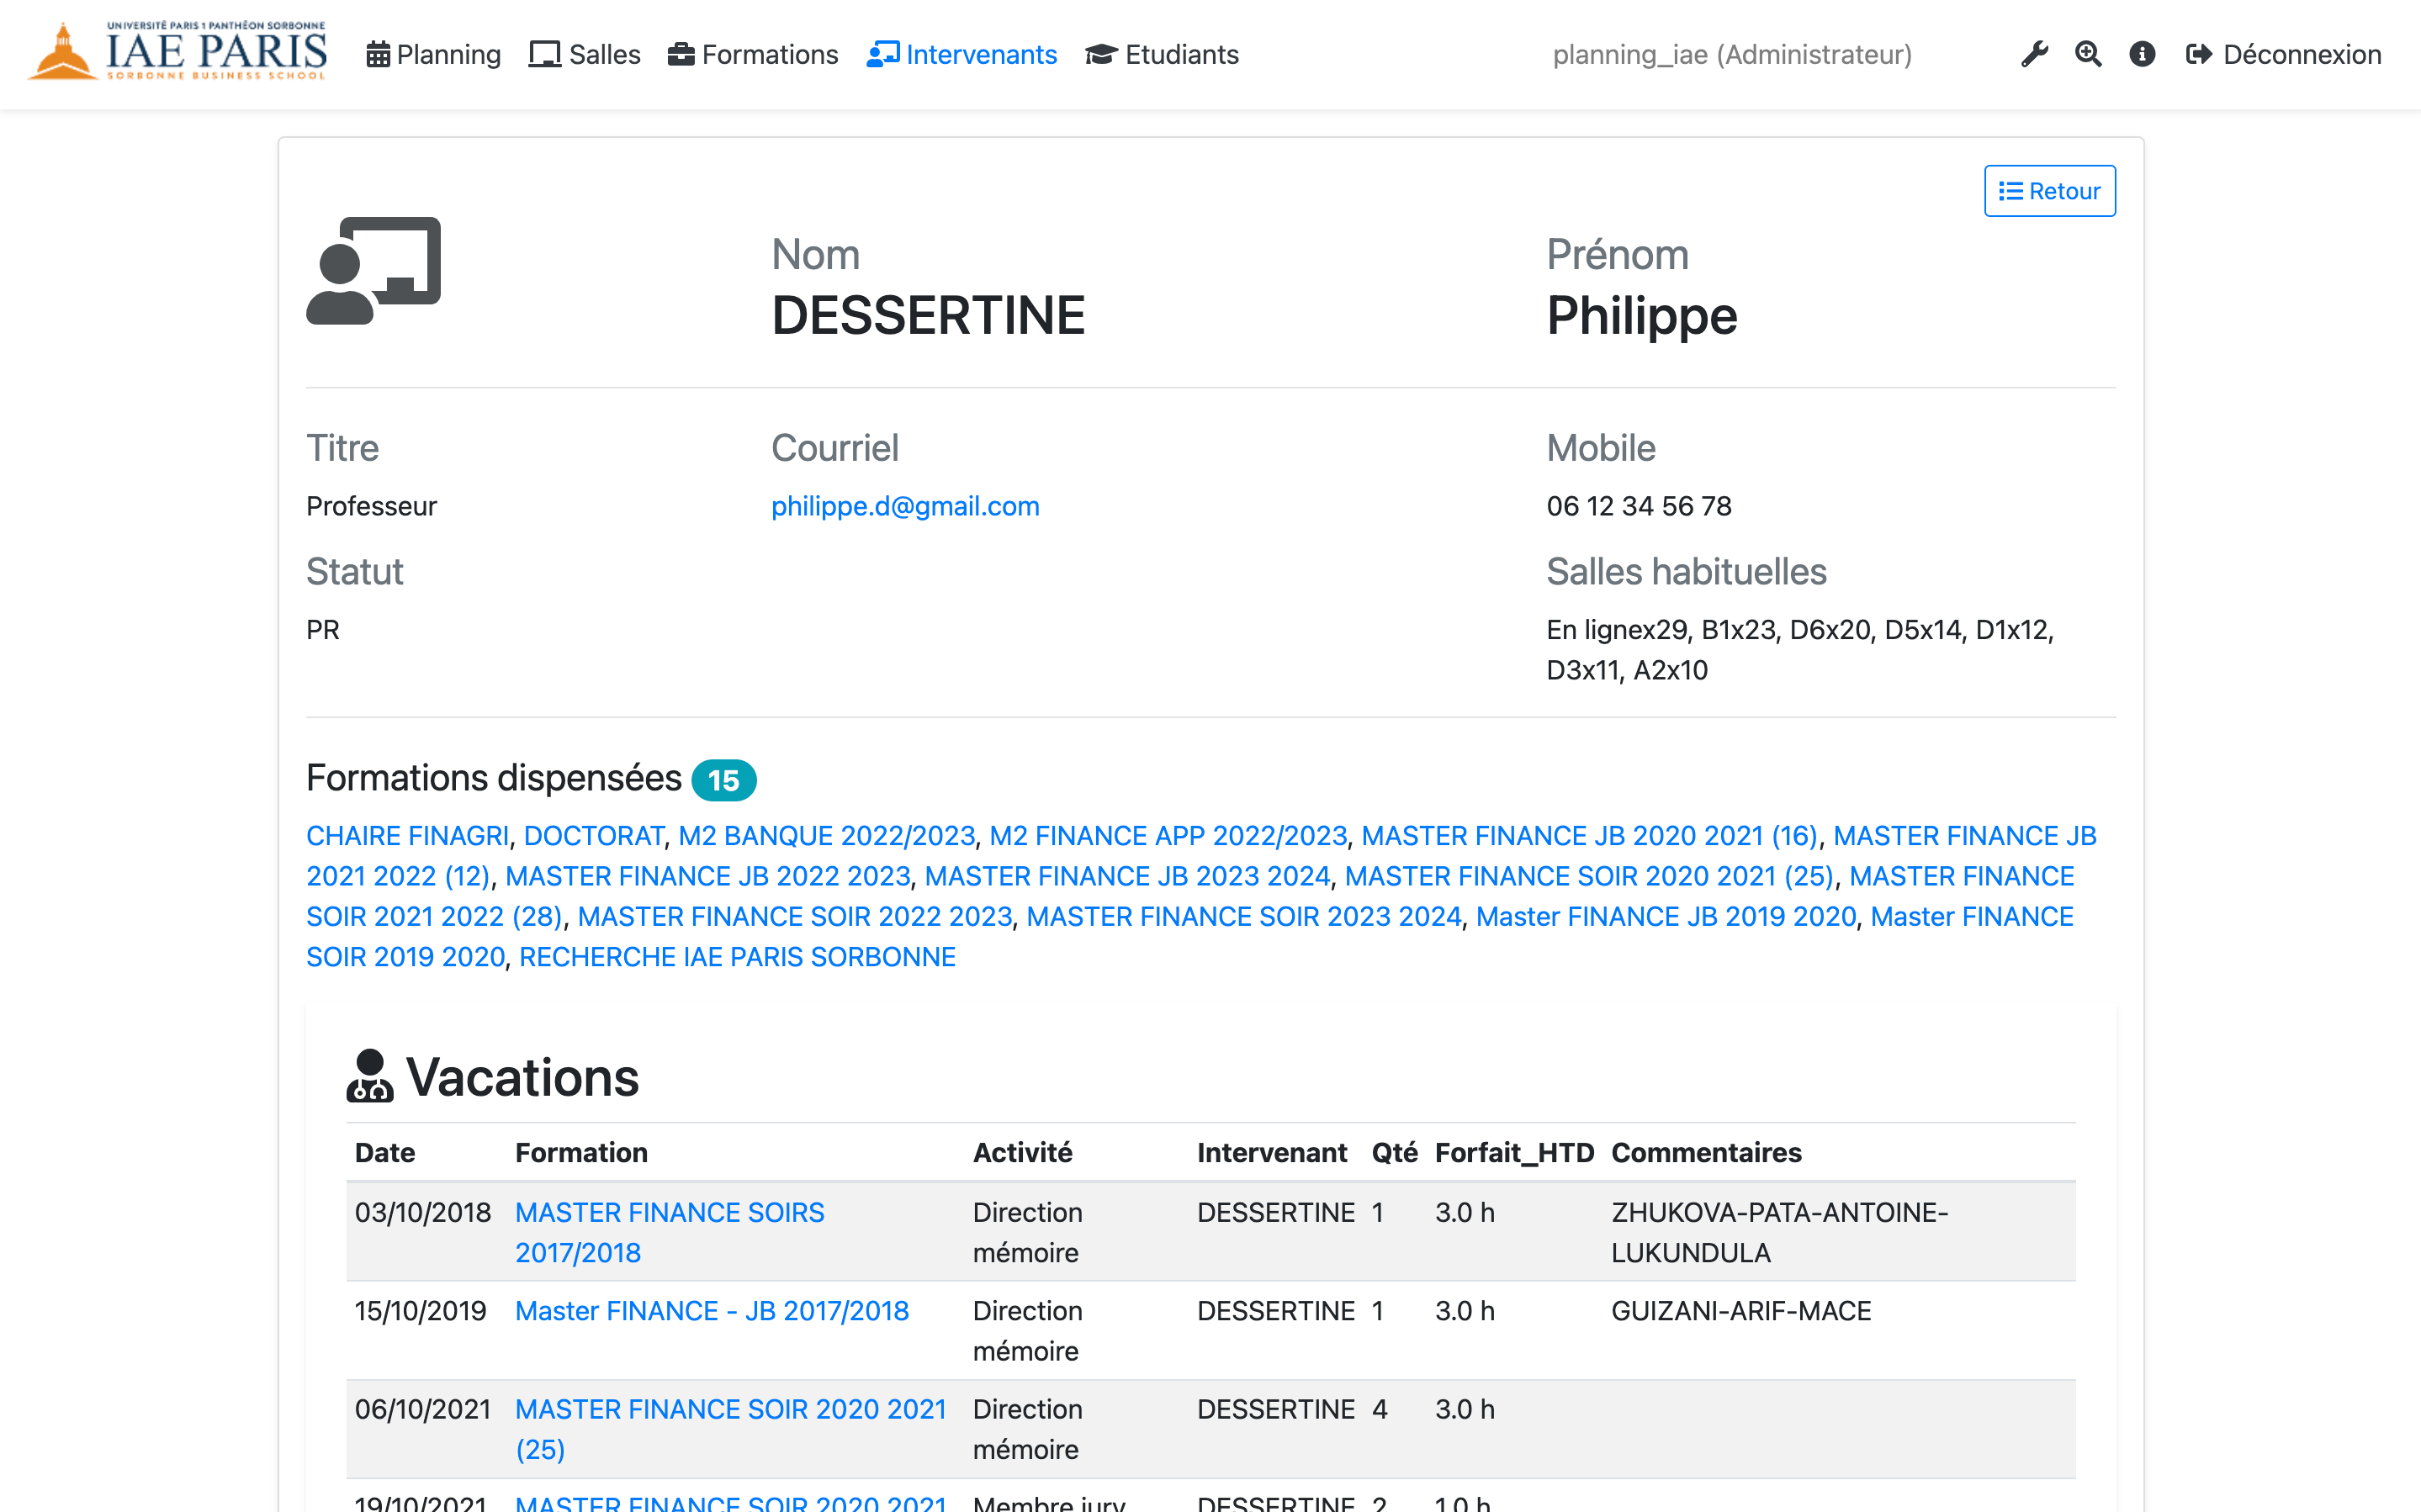 UNIVERSITÉ PARIS 1 PANTHÉON SORBONNE
IAE PARIS
SORBONNE BUSINESS SCHOOL
Planning Salles Formations Intervenants Etudiants planning_iae (Administrateur) Déconnexion
Retour
Nom Prénom
DESSERTINE Philippe
Titre Courriel Mobile
Professeur philippe.d@gmail.com 06 12 34 56 78
Statut Salles habituelles
PR En lignex29, B1x23, D6x20, D5x14, D1x12,
D3x11, A2x10
Formations dispensées 15
CHAIRE FINAGRI, DOCTORAT, M2 BANQUE 2022/2023, M2 FINANCE APP 2022/2023, MASTER FINANCE JB 2020 2021 (16), MASTER FINANCE JB
2021 2022 (12), MASTER FINANCE JB 2022 2023, MASTER FINANCE JB 2023 2024, MASTER FINANCE SOIR 2020 2021 (25), MASTER FINANCE
SOIR 2021 2022 (28), MASTER FINANCE SOIR 2022 2023, MASTER FINANCE SOIR 2023 2024, Master FINANCE JB 2019 2020, Master FINANCE
SOIR 2019 2020, RECHERCHE IAE PARIS SORBONNE
Vacations
Date Formation Activité Intervenant Qté Forfait_HTD Commentaires
03/10/2018 MASTER FINANCE SOIRS Direction DESSERTINE 1 3.0 h ZHUKOVA-PATA-ANTOINE-
2017/2018 mémoire LUKUNDULA
15/10/2019 Master FINANCE - JB 2017/2018 Direction DESSERTINE 1 3.0 h GUIZANI-ARIF-MACE
mémoire
06/10/2021 MASTER FINANCE SOIR 2020 2021 Direction DESSERTINE 4 3.0 h
(25) mémoire
19/10/2021 MASTER FINANCE SOIR 2020 2021 Membre jury DESSERTINE 2 1.0 h